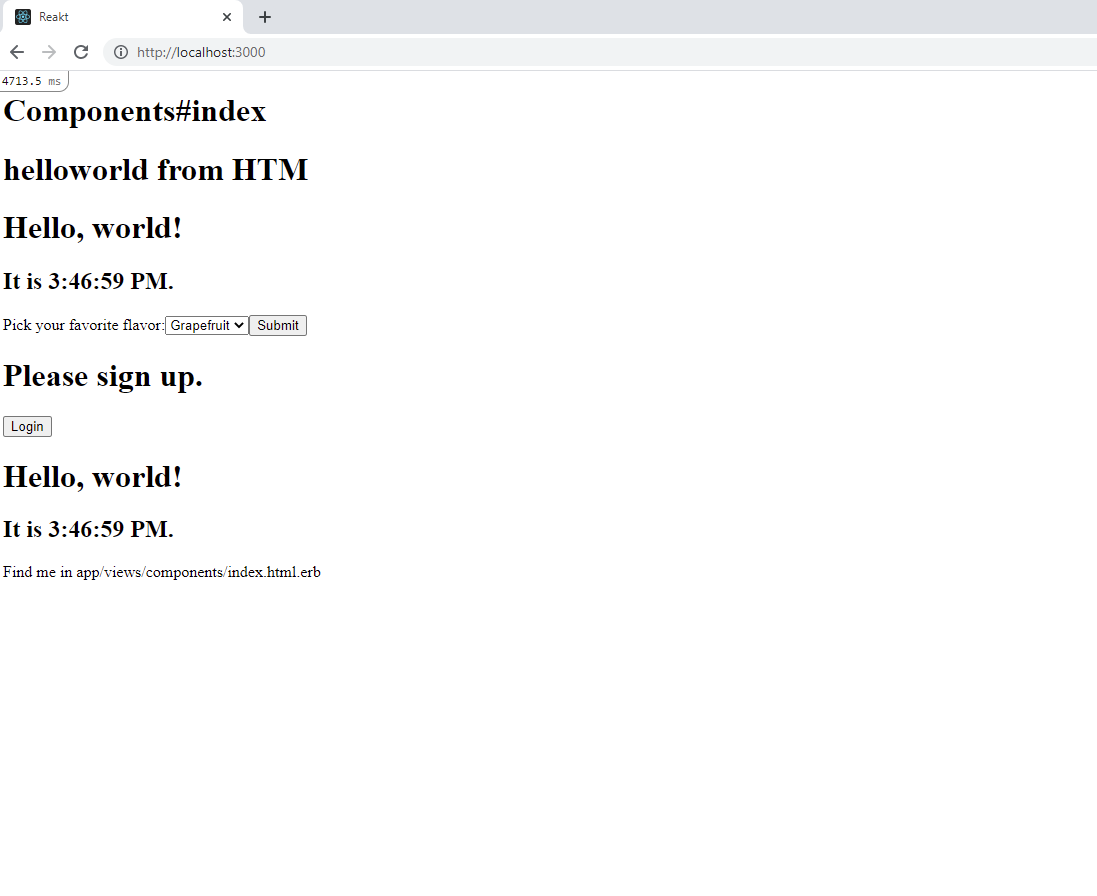 Reakt
http://localhost:3000
4713.5 ms
Components#index
helloworld from HTM
Hello, world!
It is 3:46:59 PM.
Pick your favorite flavor: Grapefruit Submit
Please sign up.
Login
Hello, world!
It is 3:46:59 PM.
Find me in app/views/components/index.html.erb